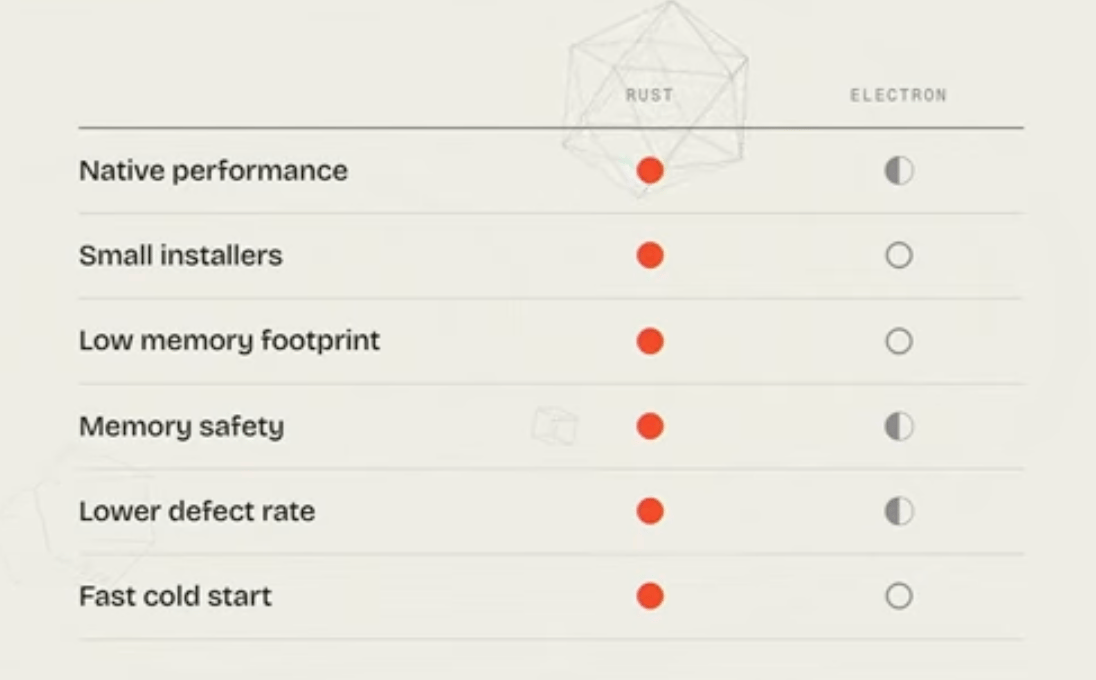 RUST ELECTRON
Native performance
Small installers
Low memory footprint
Memory safety
Lower defect rate
Fast cold start